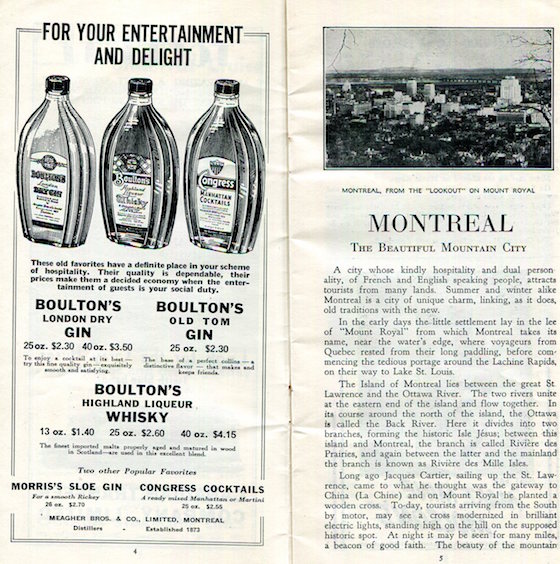 FOR YOUR ENTERTAINMENT
AND DELIGHT
BOULTON'S
London
DRY GIN
Boulton's
Highland
Liqueur
Whisky
Congress
MANHATTAN
COCKTAILS
These old favorites have a definite place in your scheme
of hospitality. Their quality is dependable, their
prices make them a decided economy when the enter-
tainment of guests is your social duty.
BOULTON'S
LONDON DRY
GIN
25 oz. $2.30 40 oz. $3.50
To enjoy a cocktail at its best—
try this fine quality gin—exquisitely
smooth and satisfying.
BOULTON'S
OLD TOM
GIN
25 oz. $2.30
The base of a perfect collins—a
distinctive flavor—that makes and
keeps friends.
BOULTON'S
HIGHLAND LIQUEUR
WHISKY
13 oz. $1.40 25 oz. $2.60 40 oz. $4.15
The finest imported malts properly aged and matured in wood
in Scotland—are used in this excellent blend.
Two other Popular Favorites
MORRIS'S SLOE GIN
For a smooth Rickey
26 oz. $2.70
CONGRESS COCKTAILS
A ready mixed Manhattan or Martini
25 oz. $2.55
MEAGHER BROS. & CO., LIMITED, MONTREAL
Distillers - Established 1873
4
MONTREAL, FROM THE "LOOKOUT" ON MOUNT ROYAL
MONTREAL
The Beautiful Mountain City
A city whose kindly hospitality and dual person
ality, of French and English speaking people, attracts
tourists from many lands. Summer and winter alike
Montreal is a city of unique charm, linking, as it does,
old traditions with the new.
In the early days the little settlement lay in the lee
of "Mount Royal" from which Montreal takes its
name, near the water's edge, where voyageurs from
Quebec rested from their long paddling, before com-
mencing the tedious portage around the Lachine Rapids,
on their way to Lake St. Louis.
The Island of Montreal lies between the great St.
Lawrence and the Ottawa River. The two rivers unite
at the eastern end of the island and flow together. In
its course around the north of the island, the Ottawa
is called the Back River. Here it divides into two
branches, forming the historic Isle Jésus; between this
island and Montreal, the branch is called Rivière des
Prairies, and again between the latter and the mainland
the branch is known as Rivière des Mille Isles.
Long ago Jacques Cartier, sailing up the St. Law-
rence, came to what he thought was the gateway to
China (La Chine) and on Mount Royal he planted a
wooden cross. To-day, tourists arriving from the South
by motor, may see a cross modernized in brilliant
electric lights, standing high on the hill on the supposed
historic spot. At night it may be seen for many miles,
a beacon of good faith. The beauty of the mountain
5